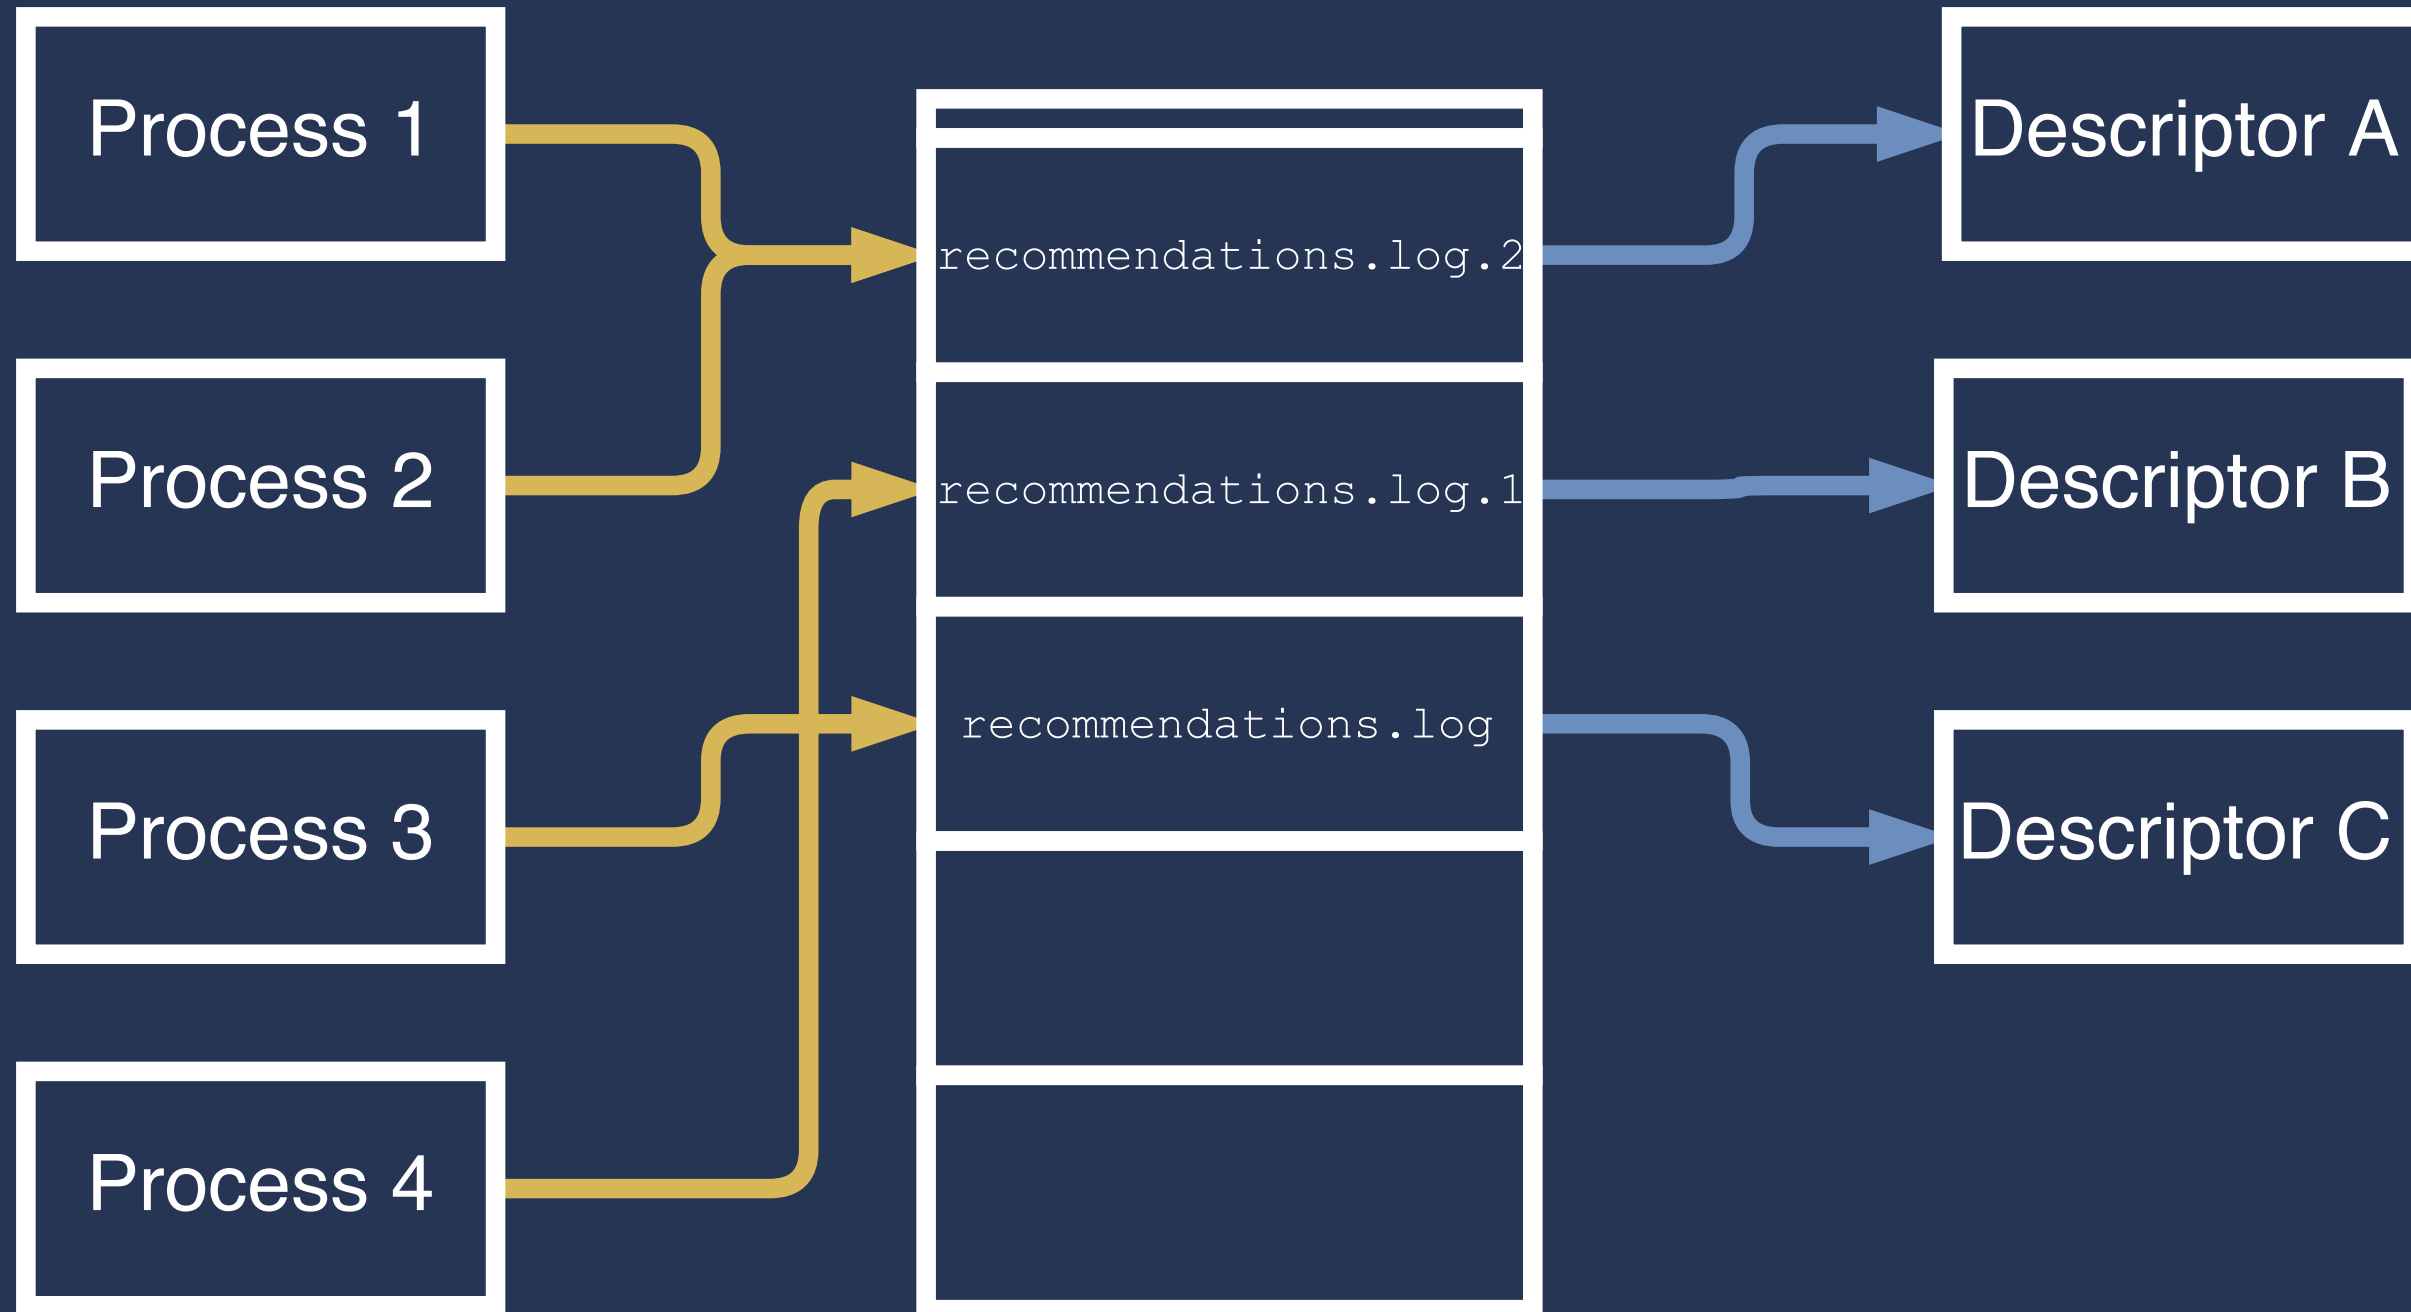 Process 1
Process 2
Process 3
Process 4
recommendations.log.2
recommendations.log.1
recommendations.log
Descriptor A
Descriptor B
Descriptor C